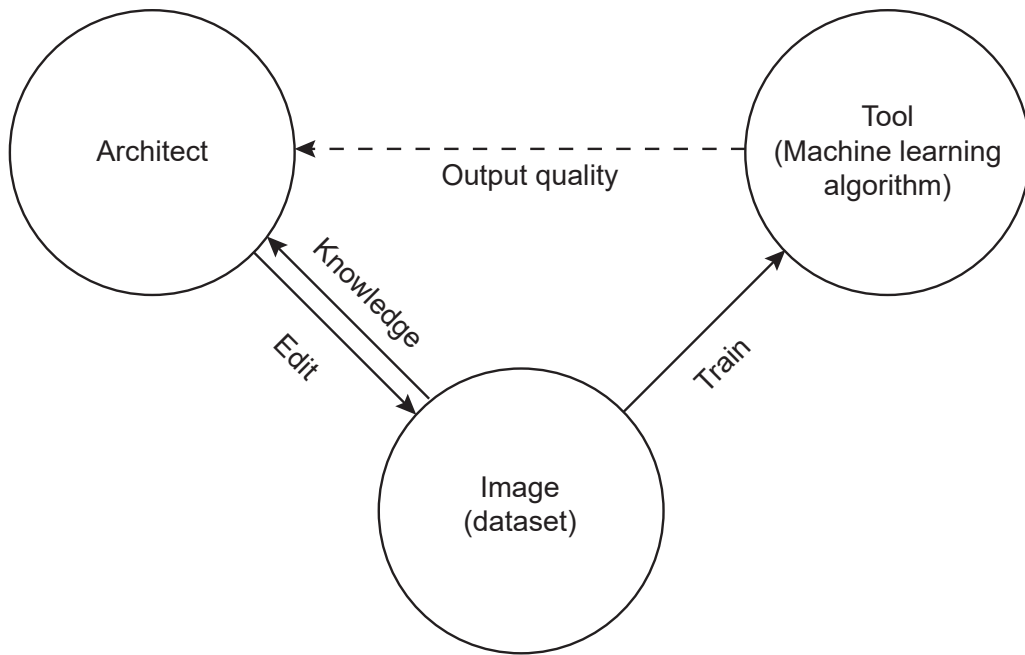 Architect
Tool
(Machine learning
algorithm)
Output quality
Knowledge
Edit
Train
Image
(dataset)